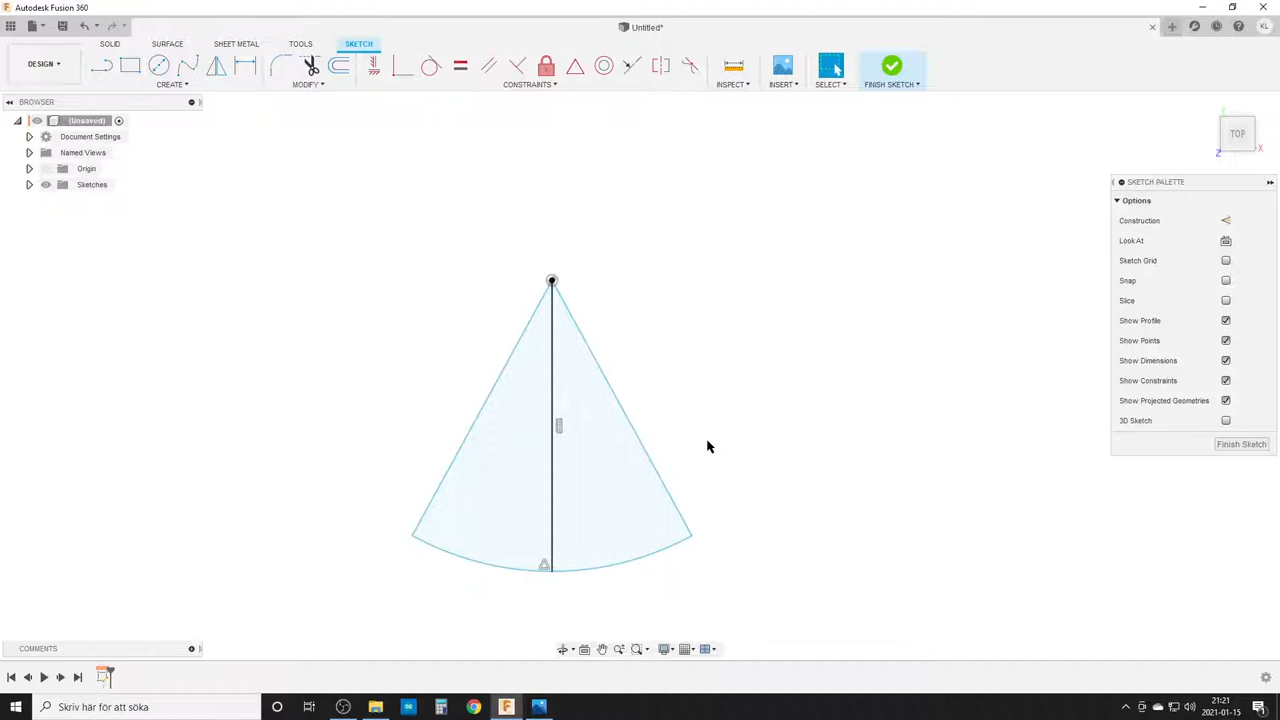 Autodesk Fusion 360
Untitled*
KL
DESIGN
SOLID
SURFACE
SHEET METAL
TOOLS
SKETCH
CREATE
MODIFY
CONSTRAINTS
INSPECT
INSERT
SELECT
FINISH SKETCH
BROWSER
(Unsaved)
Document Settings
Named Views
Origin
Sketches
TOP
Y
X
Z
SKETCH PALETTE
Options
Construction
Look At
Sketch Grid
Snap
Slice
Show Profile
Show Points
Show Dimensions
Show Constraints
Show Projected Geometries
3D Sketch
Finish Sketch
COMMENTS
Skriv här för att söka
21:21
2021-01-15